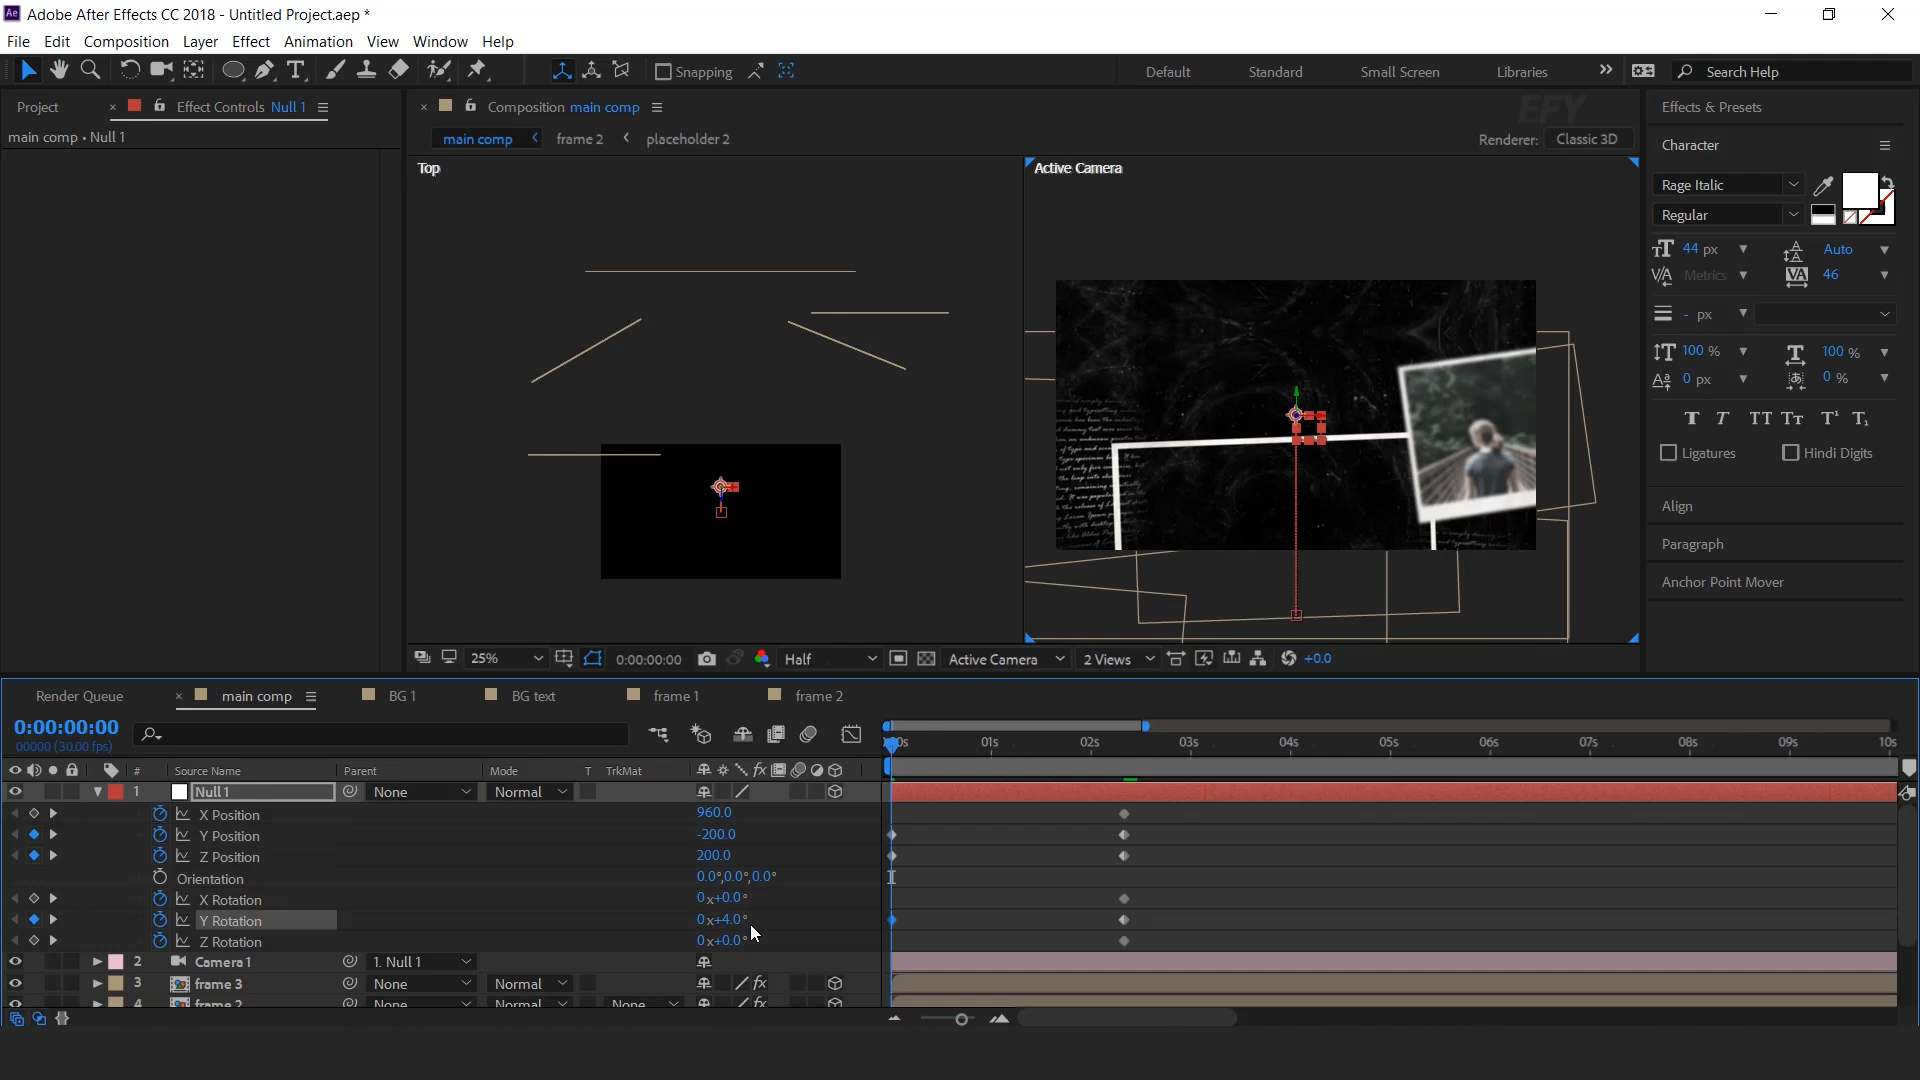 Adobe After Effects CC 2018 - Untitled Project.aep *
File Edit Composition Layer Effect Animation View Window Help
Snapping Default Standard Small Screen Libraries Search Help
Project Effect Controls Null 1
main comp • Null 1
Composition main comp
main comp frame 2 placeholder 2
EFY
Renderer: Classic 3D
Top
Active Camera
Effects & Presets
Character
Rage Italic
Regular
44 px Auto
Metrics 46
- px
100 % 100 %
0 px 0 %
Ligatures Hindi Digits
Align
Paragraph
Anchor Point Mover
25% 0:00:00:00 Half Active Camera 2 Views +0.0
Render Queue main comp BG 1 BG text frame 1 frame 2
0:00:00:00
00000 (30.00 fps)
01s 02s 03s 04s 05s 06s 07s 08s 09s 10s
# Source Name Parent Mode T TrkMat
1 Null 1 None Normal
X Position 960.0
Y Position -200.0
Z Position 200.0
Orientation 0.0°,0.0°,0.0°
X Rotation 0x+0.0°
Y Rotation 0x+4.0°
Z Rotation 0x+0.0°
2 Camera 1 1. Null 1
3 frame 3 None Normal
4 frame 2 None Normal None